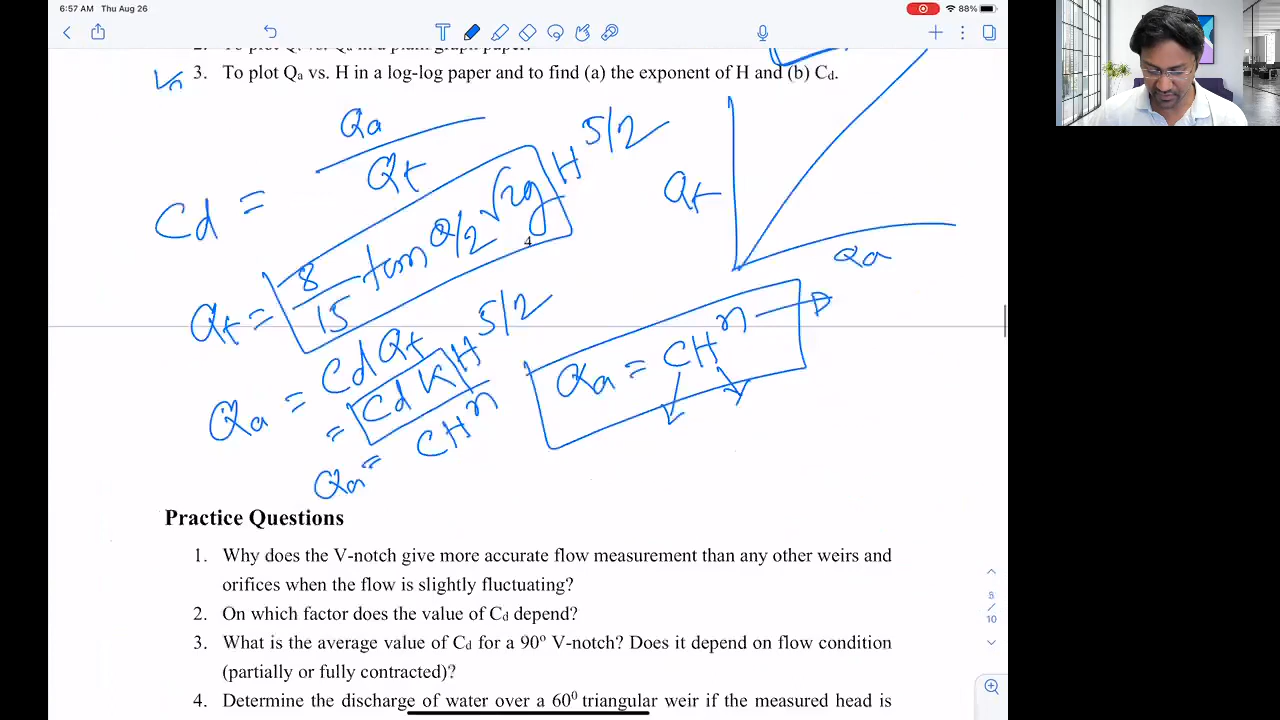 6:57 AM Thu Aug 26
88%
3. To plot Qa vs. H in a log-log paper and to find (a) the exponent of H and (b) Cd.
Cd = Qa / Qt
Qt = 8/15 tan θ/2 √2g H^5/2
4
Qa = Cd Qt
= Cd K H^5/2
Qa = CH^n
Qt
Qa
Qa = CH^n
Practice Questions
1. Why does the V-notch give more accurate flow measurement than any other weirs and
orifices when the flow is slightly fluctuating?
2. On which factor does the value of Cd depend?
3. What is the average value of Cd for a 90° V-notch? Does it depend on flow condition
(partially or fully contracted)?
4. Determine the discharge of water over a 60⁰ triangular weir if the measured head is
10